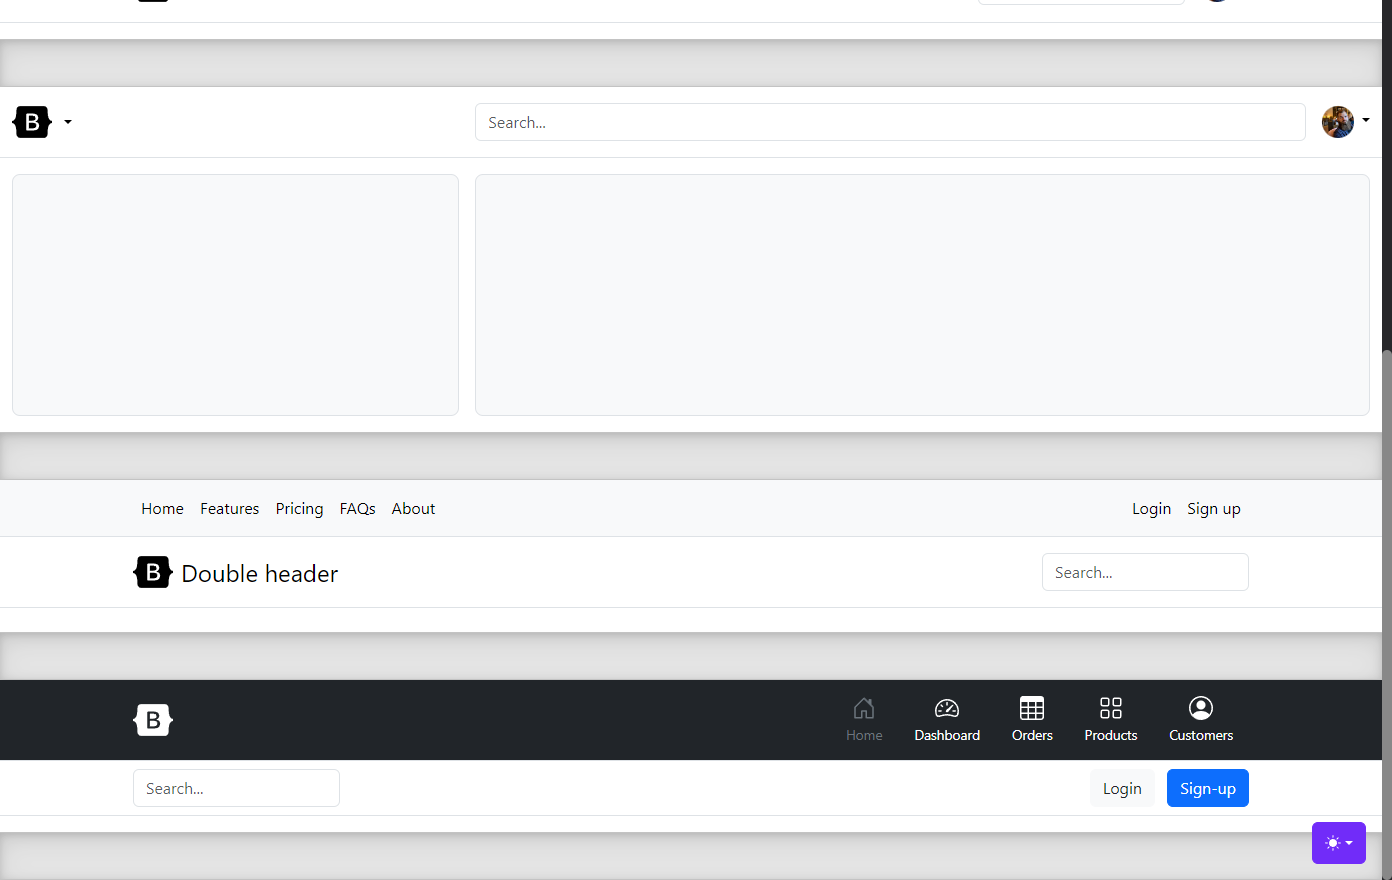 B
Search...
Home Features Pricing FAQs About Login Sign up
B Double header
Search...
B
Home Dashboard Orders Products Customers
Search...
Login Sign-up